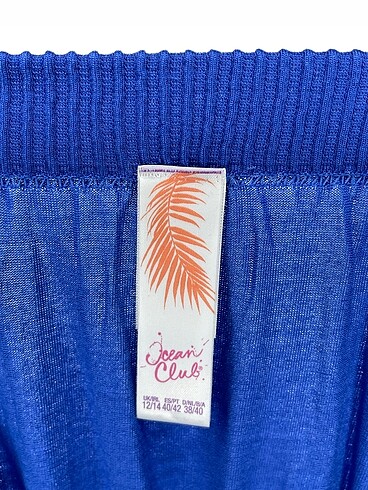 Ocean
Club®
UK/IRL ES/PT D/NL/B/A
12/14 40/42 38/40